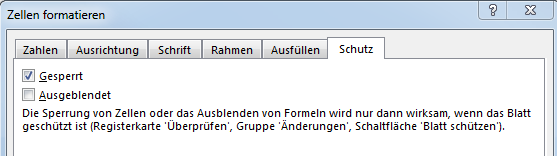 Zellen formatieren
Zahlen Ausrichtung Schrift Rahmen Ausfüllen Schutz
Gesperrt
Ausgeblendet
Die Sperrung von Zellen oder das Ausblenden von Formeln wird nur dann wirksam, wenn das Blatt
geschützt ist (Registerkarte 'Überprüfen', Gruppe 'Änderungen', Schaltfläche 'Blatt schützen').